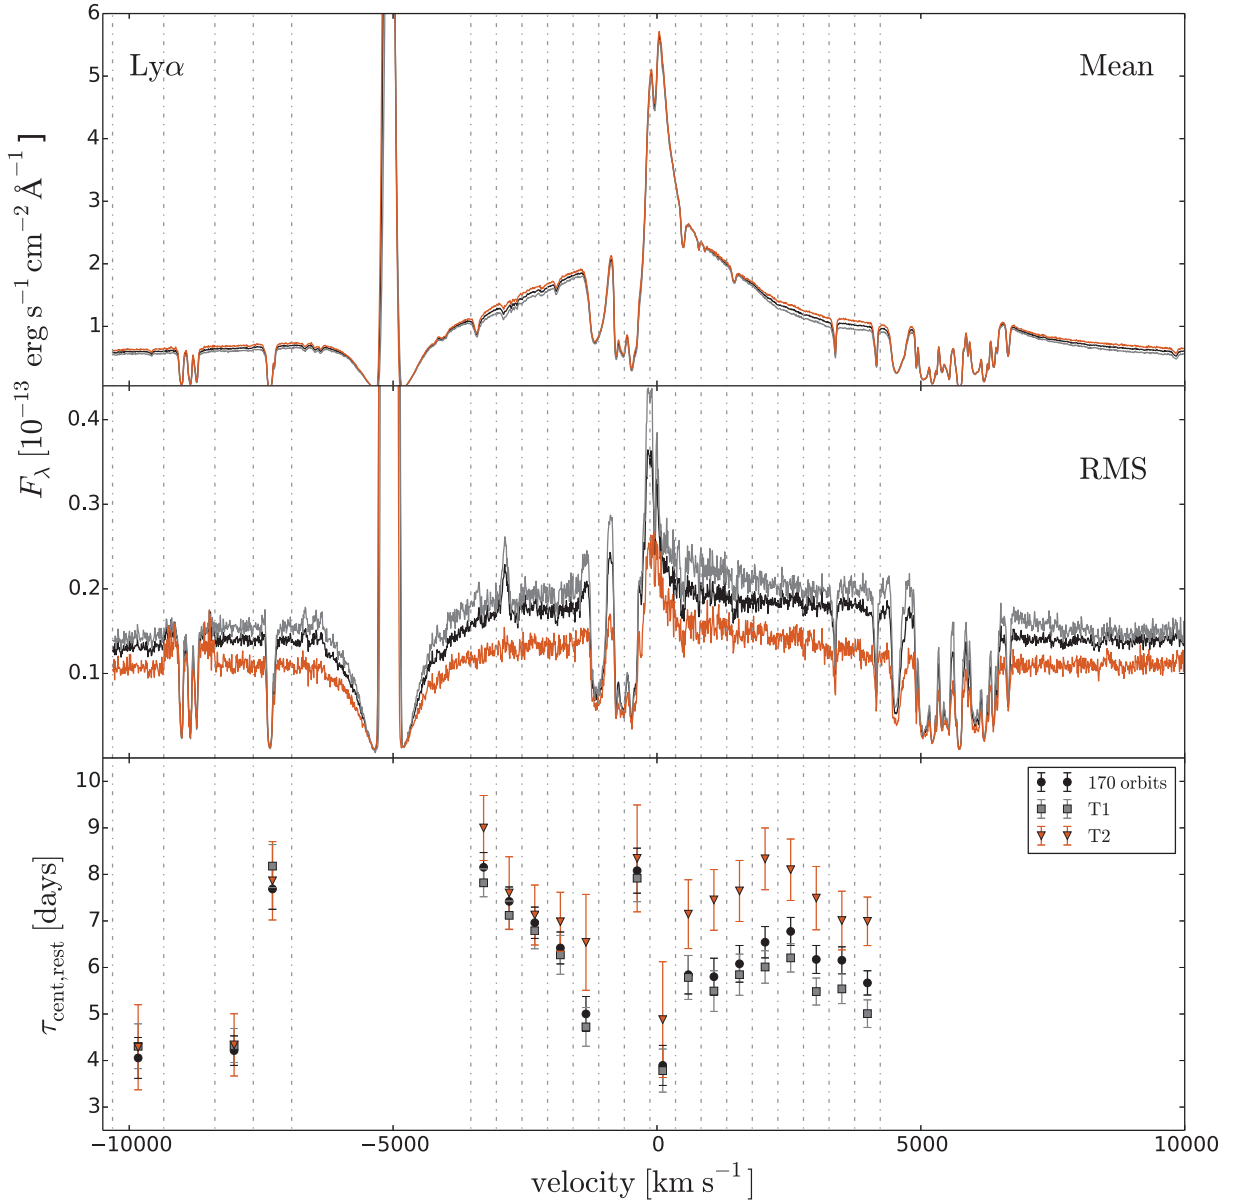 Lyα
Mean
6
5
4
3
2
1
F_λ [10⁻¹³ erg s⁻¹ cm⁻² Å⁻¹]
RMS
0.4
0.3
0.2
0.1
170 orbits
T1
T2
10
9
8
7
6
5
4
3
τ_cent,rest [days]
−10000 −5000 0 5000 10000
velocity [km s⁻¹]